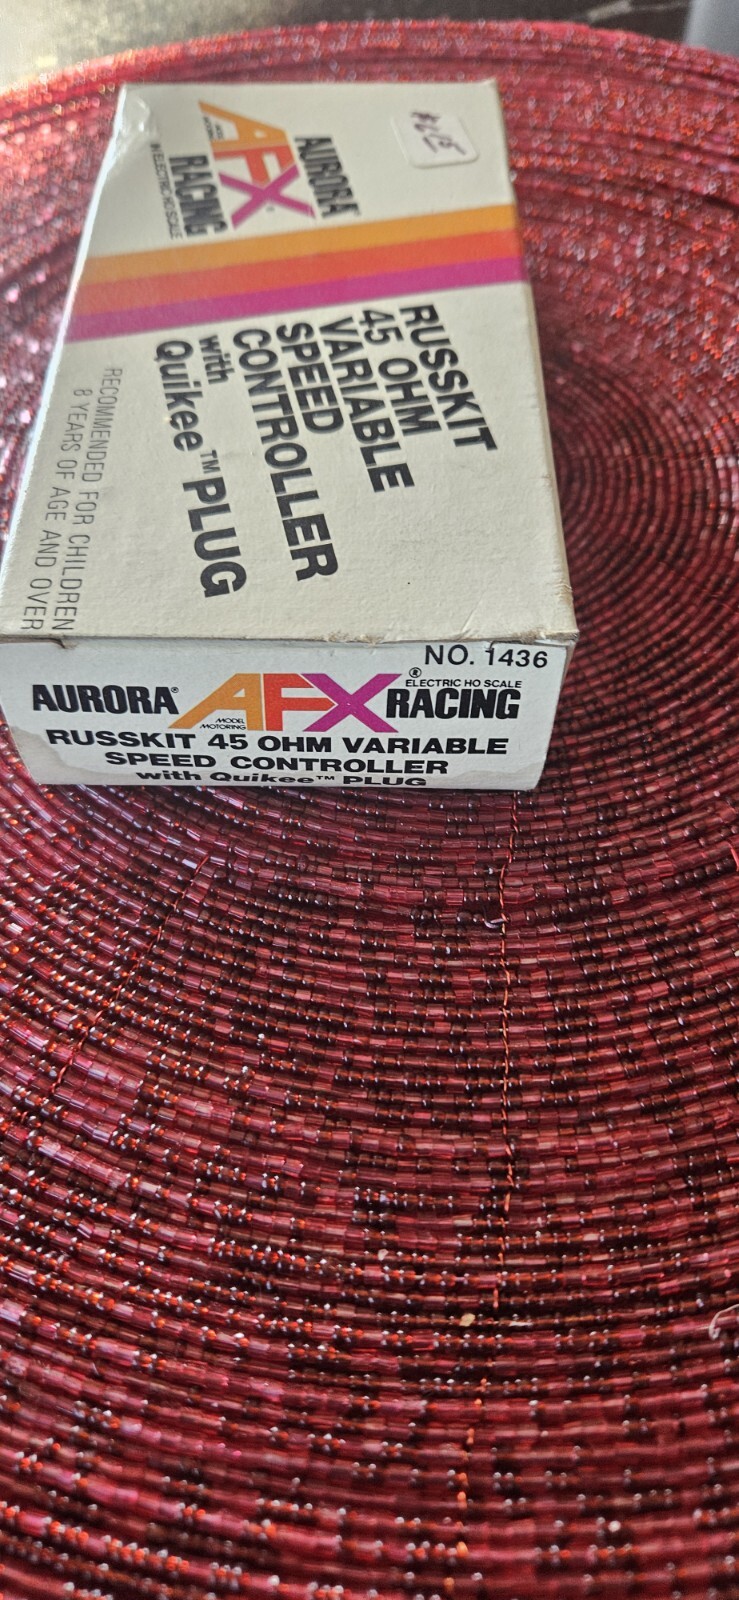 AURORA
AFX®
MODEL MOTORING
RACING
IN ELECTRIC HO SCALE
RUSSKIT
45 OHM
VARIABLE
SPEED
CONTROLLER
with
Quikee™ PLUG
RECOMMENDED FOR CHILDREN
8 YEARS OF AGE AND OVER
NO. 1436
AURORA® AFX® RACING
ELECTRIC HO SCALE
MODEL
MOTORING
RUSSKIT 45 OHM VARIABLE
SPEED CONTROLLER
with Quikee™ PLUG